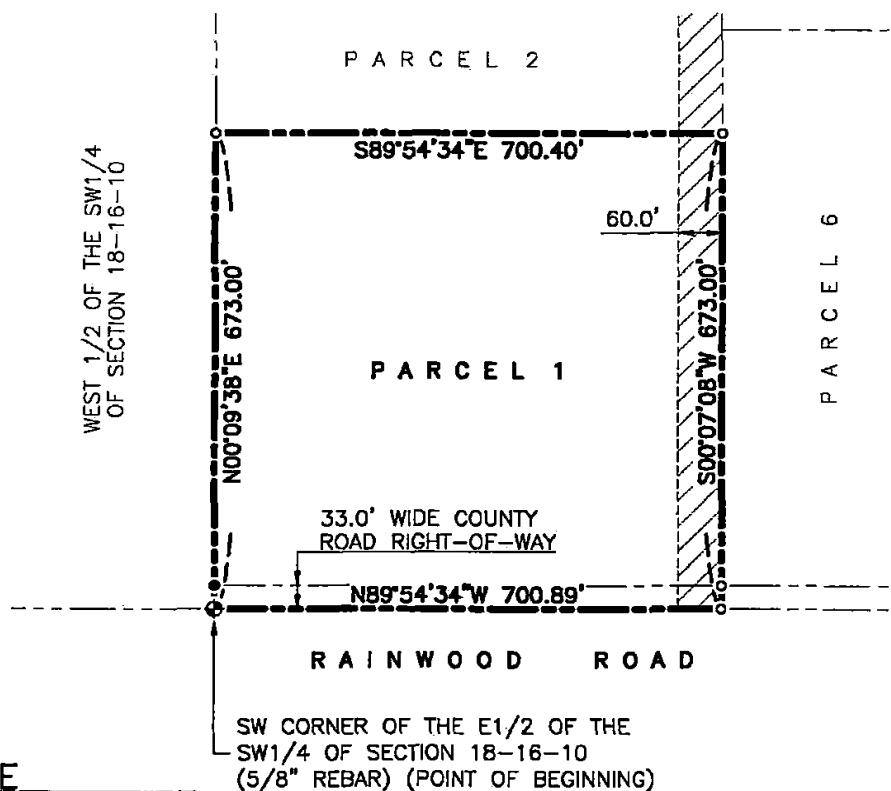 PARCEL 2
S89°54'34"E 700.40'
WEST 1/2 OF THE SW1/4
OF SECTION 18-16-10
N00°09'38"E 673.00'
60.0'
S00°07'08"W 673.00'
PARCEL 6
PARCEL 1
33.0' WIDE COUNTY
ROAD RIGHT-OF-WAY
N89°54'34"W 700.89'
RAINWOOD ROAD
SW CORNER OF THE E1/2 OF THE
SW1/4 OF SECTION 18-16-10
(5/8" REBAR) (POINT OF BEGINNING)
E